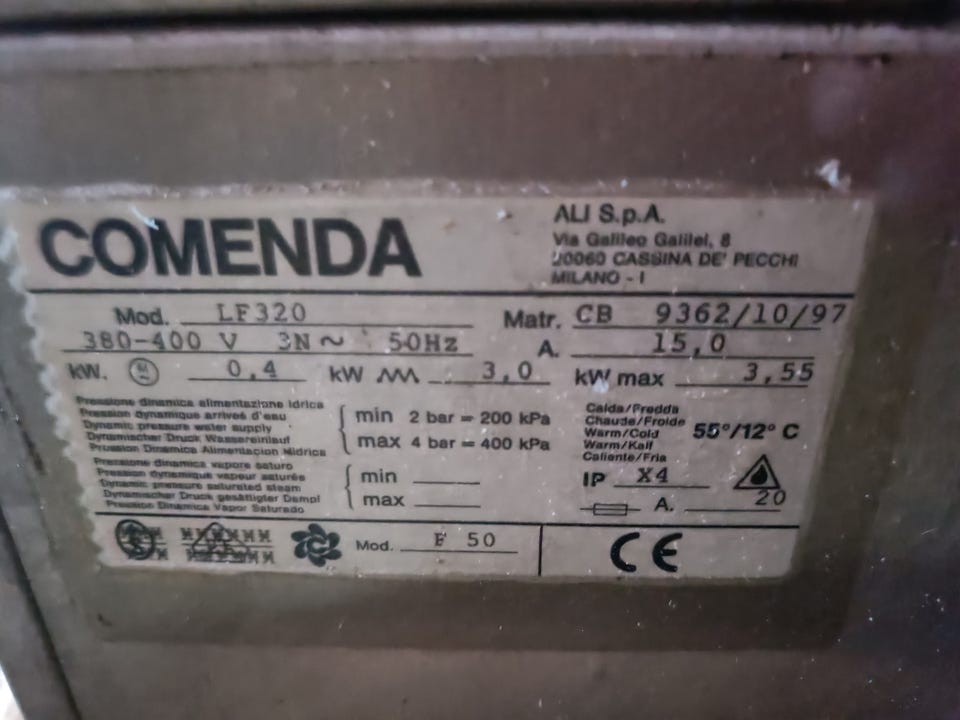 COMENDA
ALI S.p.A.
Via Galileo Galilei, 8
20060 CASSINA DE' PECCHI
MILANO - I
Mod. LF320
Matr. CB 9362/10/97
380-400 V 3N~ 50Hz
A. 15,0
kW. M 0,4 kW 3,0 kW max 3,55
Pressione dinamica alimentazione idrica
Pression dynamique arrivée d'eau
Dynamic pressure water supply
Dynamischer Druck Wassereinlauf
Pression Dinamica Alimentacion Hidrica
min 2 bar = 200 kPa
max 4 bar = 400 kPa
Calda/Fredda
Chaude/Froide
Warm/Cold
Warm/Kalt
Caliente/Fria
55°/12° C
Pressione dinamica vapore saturo
Pression dynamique vapeur saturée
Dynamic pressure saturated steam
Dynamischer Druck gesättigter Dampf
Pression Dinamica Vapor Saturado
min
max
IP X4
A. 20
Mod. F 50
CE